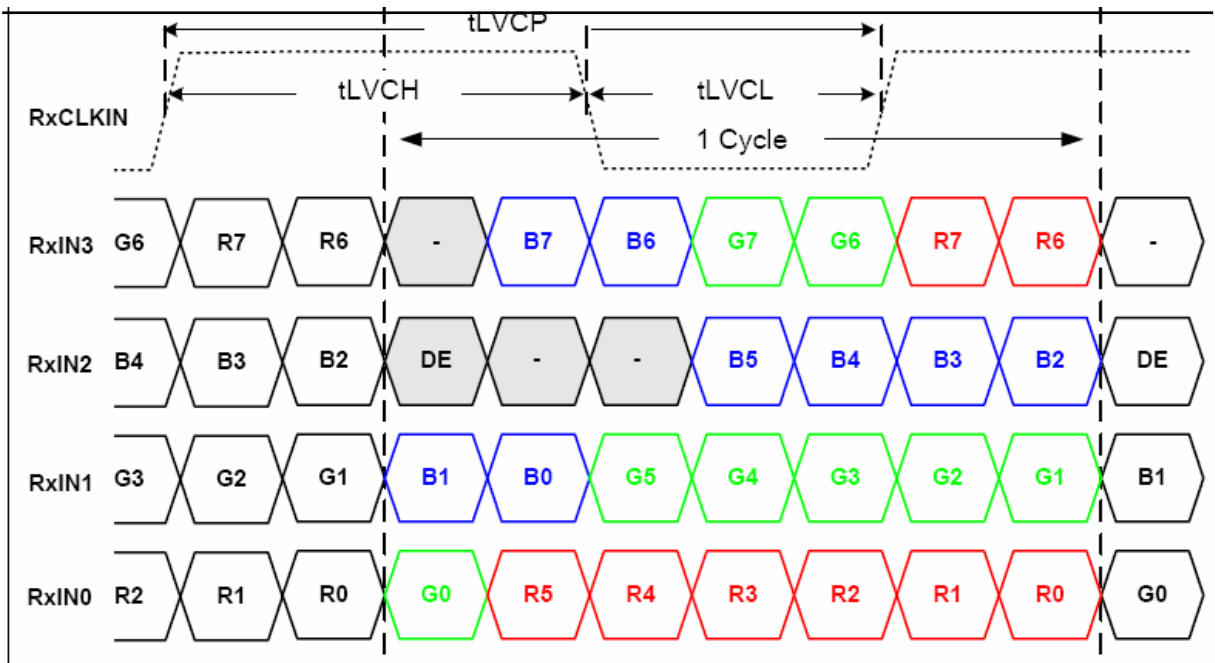 tLVCP
tLVCH tLVCL
RxCLKIN
1 Cycle
RxIN3 G6 R7 R6 - B7 B6 G7 G6 R7 R6 -
RxIN2 B4 B3 B2 DE - - B5 B4 B3 B2 DE
RxIN1 G3 G2 G1 B1 B0 G5 G4 G3 G2 G1 B1
RxIN0 R2 R1 R0 G0 R5 R4 R3 R2 R1 R0 G0